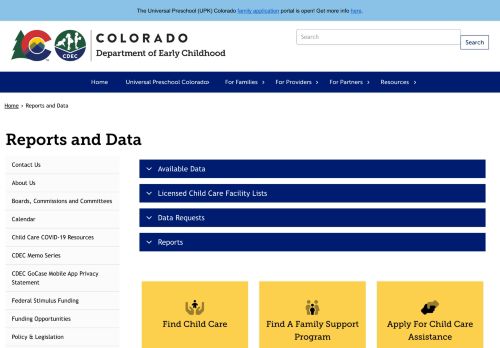 The Universal Preschool (UPK) Colorado family application portal is open! Get more info here.
CDEC
COLORADO
Department of Early Childhood
Search
Search
Home
Universal Preschool Colorado
For Families
For Providers
For Partners
Resources
Home › Reports and Data
Reports and Data
Contact Us
About Us
Boards, Commissions and Committees
Calendar
Child Care COVID-19 Resources
CDEC Memo Series
CDEC GoCase Mobile App Privacy
Statement
Federal Stimulus Funding
Funding Opportunities
Policy & Legislation
Available Data
Licensed Child Care Facility Lists
Data Requests
Reports
Find Child Care
Find A Family Support
Program
Apply For Child Care
Assistance